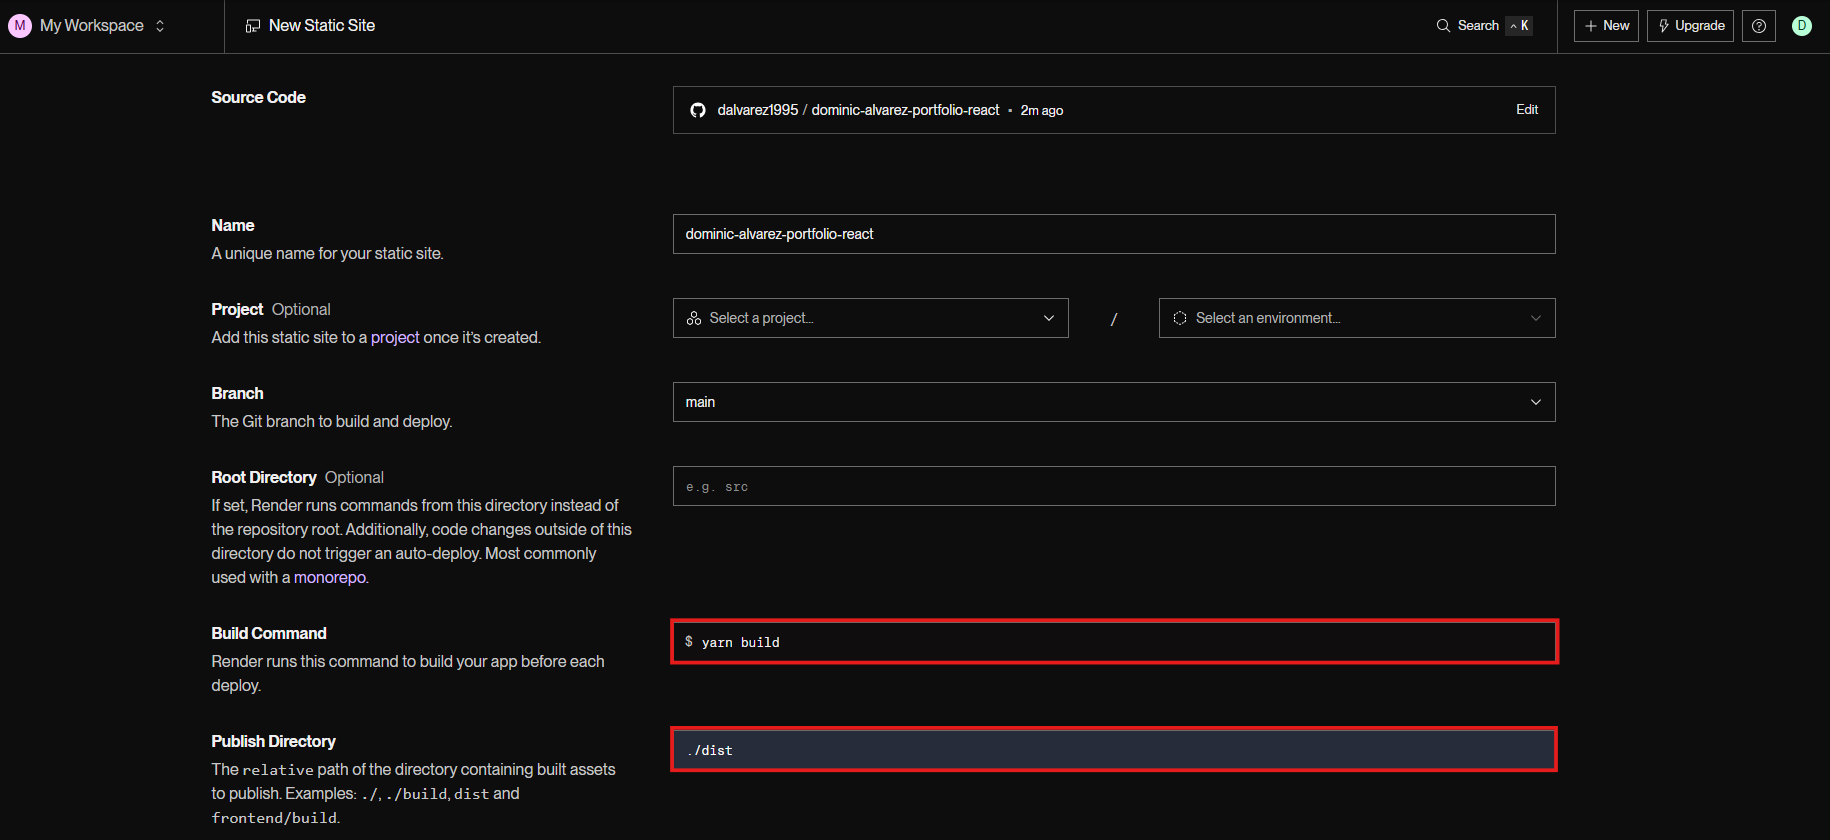 M My Workspace
New Static Site
Search ^ K
+ New
Upgrade
D
Source Code
dalvarez1995 / dominic-alvarez-portfolio-react • 2m ago
Edit
Name
A unique name for your static site.
dominic-alvarez-portfolio-react
Project Optional
Add this static site to a project once it's created.
Select a project...
/
Select an environment...
Branch
The Git branch to build and deploy.
main
Root Directory Optional
If set, Render runs commands from this directory instead of
the repository root. Additionally, code changes outside of this
directory do not trigger an auto-deploy. Most commonly
used with a monorepo.
e.g. src
Build Command
Render runs this command to build your app before each
deploy.
$ yarn build
Publish Directory
The relative path of the directory containing built assets
to publish. Examples: ./, ./build, dist and
frontend/build.
./dist